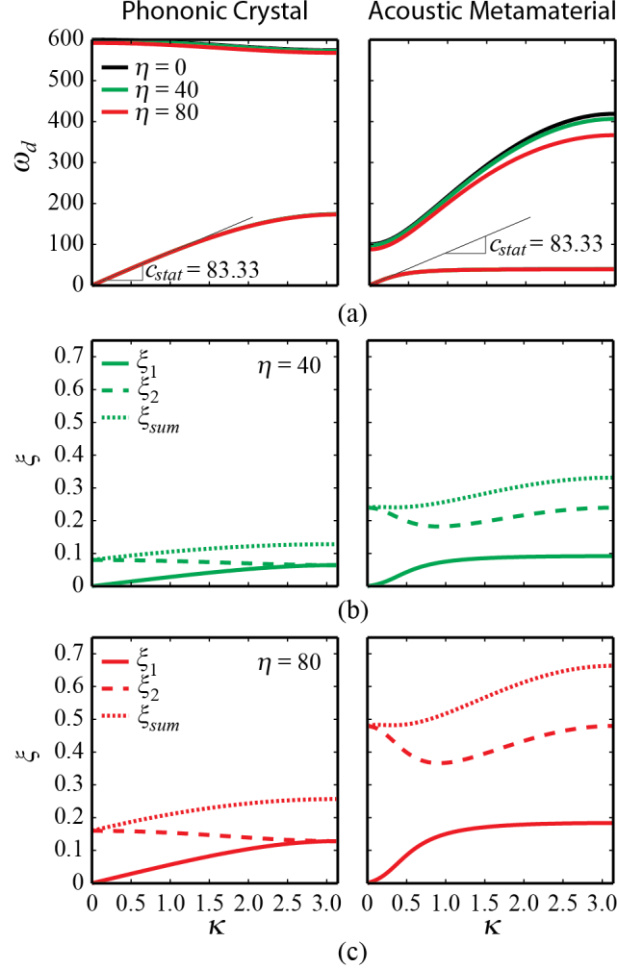 Phononic Crystal Acoustic Metamaterial
600
500
400
300
200
100
0
ω_d
η = 0
η = 40
η = 80
c_stat = 83.33
c_stat = 83.33
(a)
0.7
0.6
0.5
0.4
0.3
0.2
0.1
0
ξ
ξ_1
ξ_2
ξ_sum
η = 40
(b)
0.7
0.6
0.5
0.4
0.3
0.2
0.1
0
ξ
ξ_1
ξ_2
ξ_sum
η = 80
0 0.5 1.0 1.5 2.0 2.5 3.0 0 0.5 1.0 1.5 2.0 2.5 3.0
κ κ
(c)